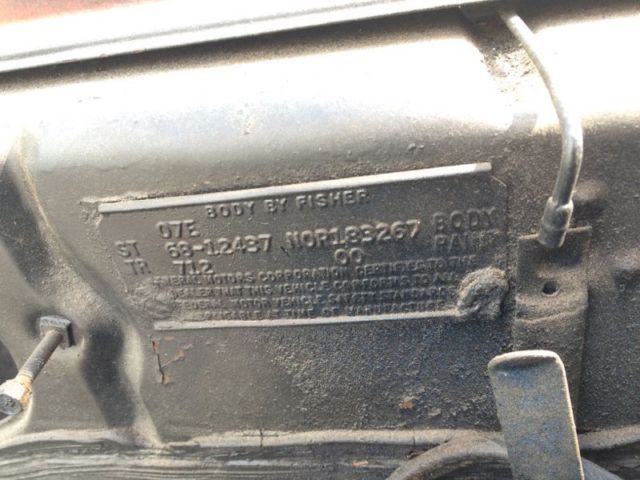 BODY BY FISHER
07E
ST 68-12437 NOR183267 BODY
TR 712 OO PAINT
GENERAL MOTORS CORPORATION CERTIFIES TO THE
DEALER THAT THIS VEHICLE CONFORMS TO ALL
MOTOR VEHICLE SAFETY STANDARDS
APPLICABLE AT TIME OF MANUFACTURE